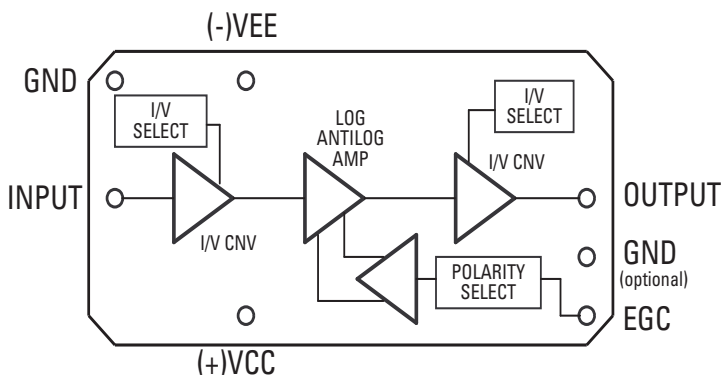 (-)VEE
GND
I/V
SELECT
I/V
SELECT
LOG
ANTILOG
AMP
I/V CNV
INPUT
OUTPUT
I/V CNV
GND
(optional)
POLARITY
SELECT
EGC
(+)VCC